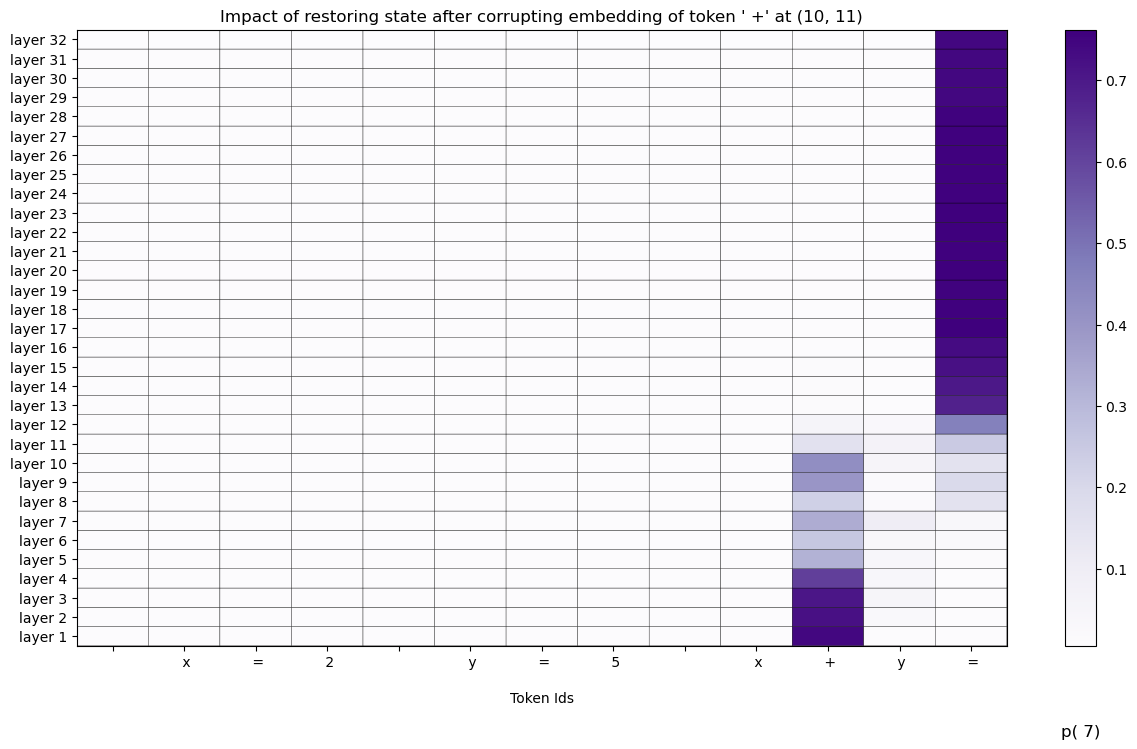 Impact of restoring state after corrupting embedding of token ' +' at (10, 11)
layer 32
layer 31
layer 30
layer 29
layer 28
layer 27
layer 26
layer 25
layer 24
layer 23
layer 22
layer 21
layer 20
layer 19
layer 18
layer 17
layer 16
layer 15
layer 14
layer 13
layer 12
layer 11
layer 10
layer 9
layer 8
layer 7
layer 6
layer 5
layer 4
layer 3
layer 2
layer 1
x = 2 y = 5 x + y =
Token Ids
0.7
0.6
0.5
0.4
0.3
0.2
0.1
p( 7)